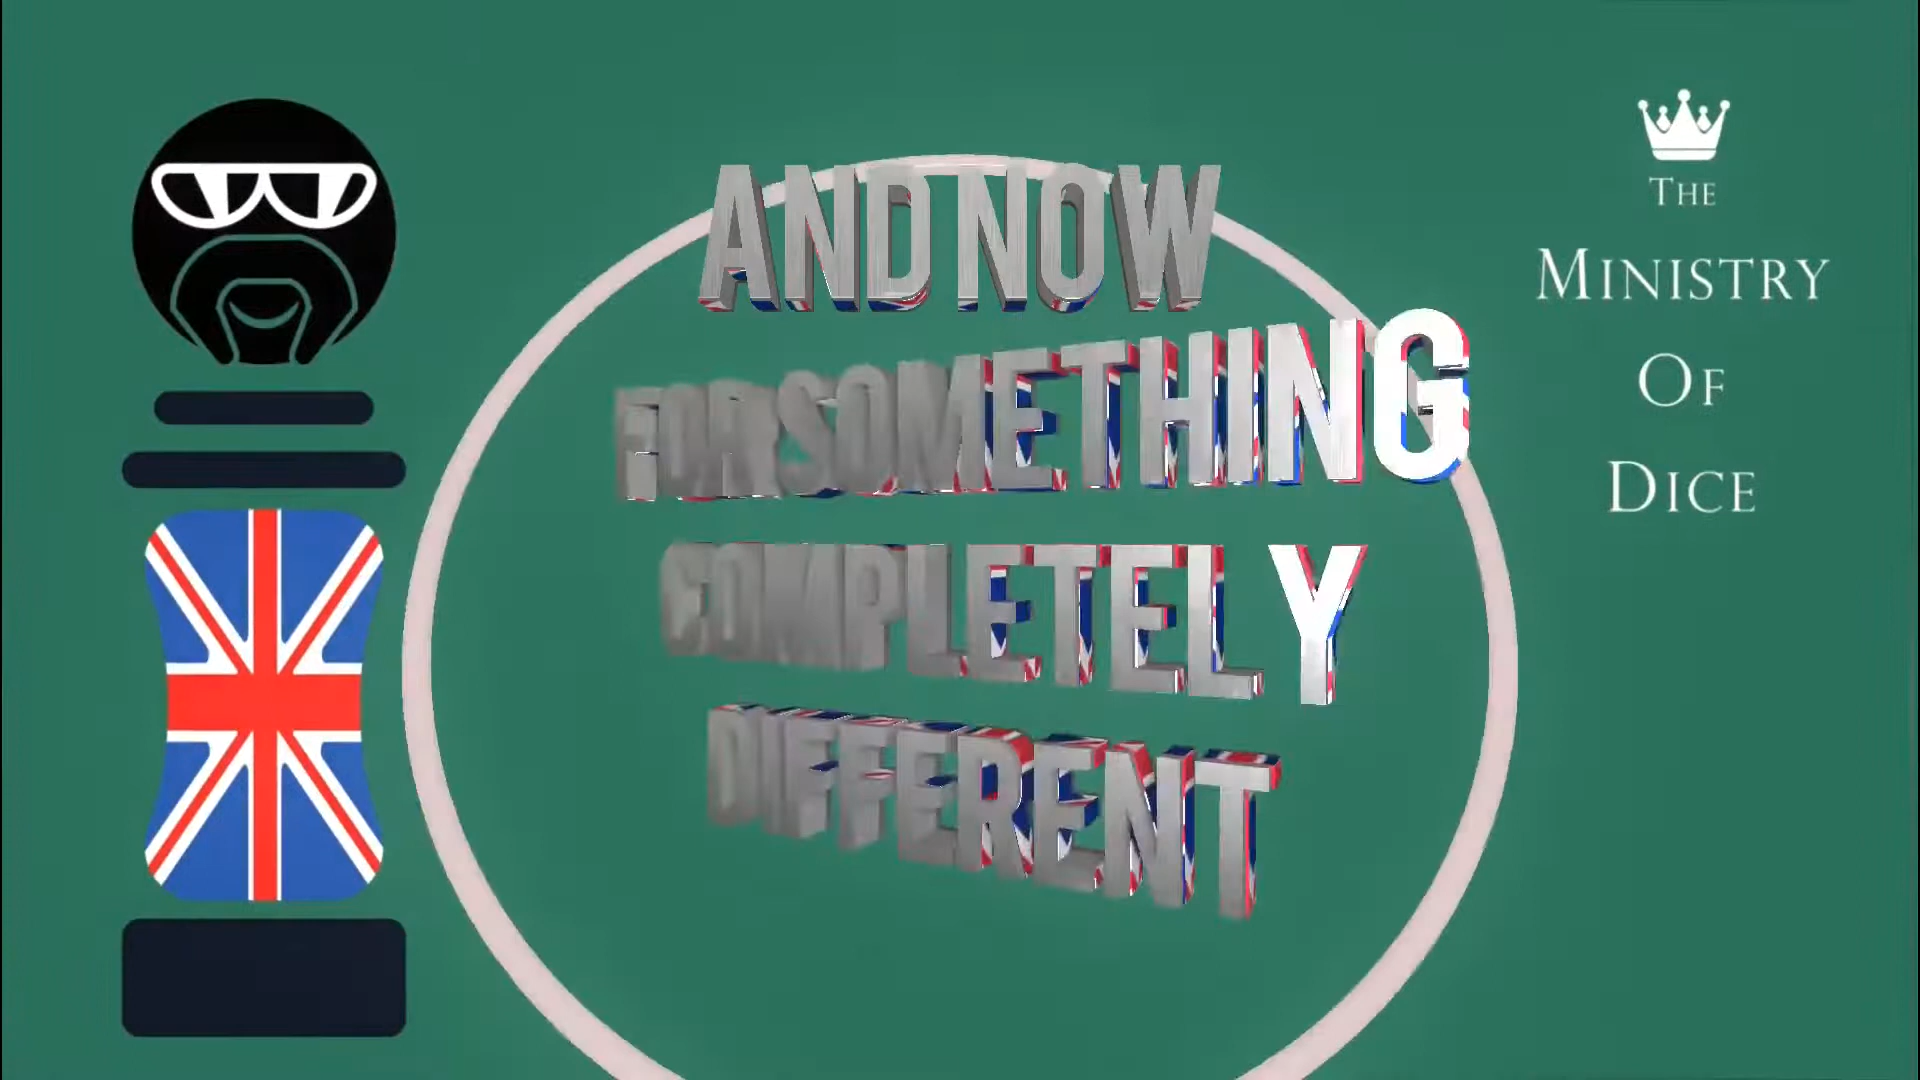 AND NOW
FOR SOMETHING
COMPLETELY
DIFFERENT
THE
MINISTRY
OF
DICE